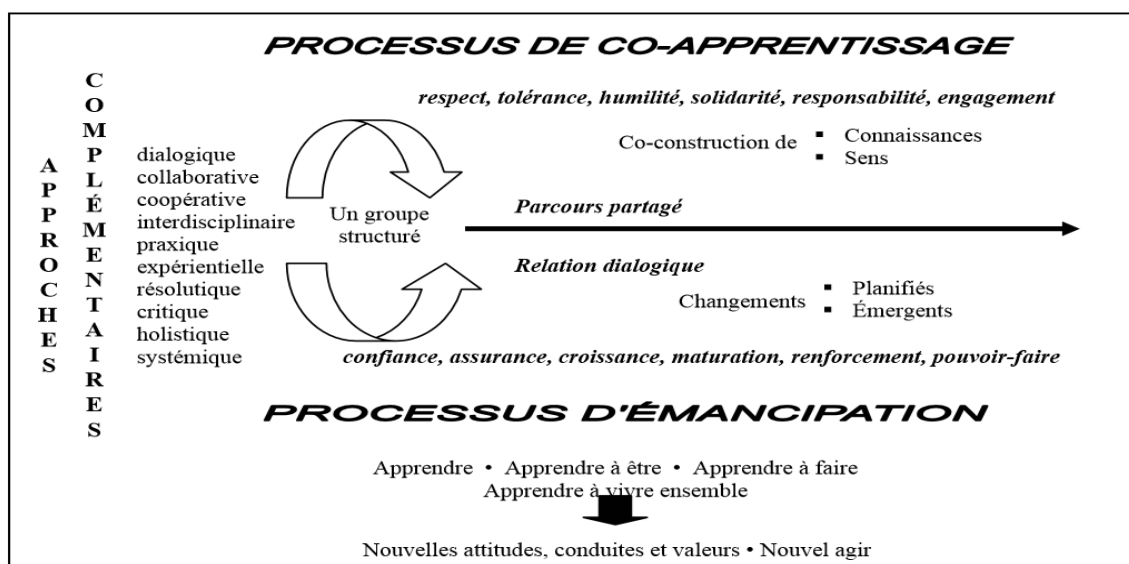 PROCESSUS DE CO-APPRENTISSAGE
APPROCHES
COMPLÉMENTAIRES
respect, tolérance, humilité, solidarité, responsabilité, engagement
dialogique
collaborative
coopérative
interdisciplinaire
praxique
expérientielle
résolutique
critique
holistique
systémique
Un groupe
structuré
Co-construction de
▪ Connaissances
▪ Sens
Parcours partagé
Relation dialogique
Changements
▪ Planifiés
▪ Émergents
confiance, assurance, croissance, maturation, renforcement, pouvoir-faire
PROCESSUS D'ÉMANCIPATION
Apprendre • Apprendre à être • Apprendre à faire
Apprendre à vivre ensemble
Nouvelles attitudes, conduites et valeurs • Nouvel agir